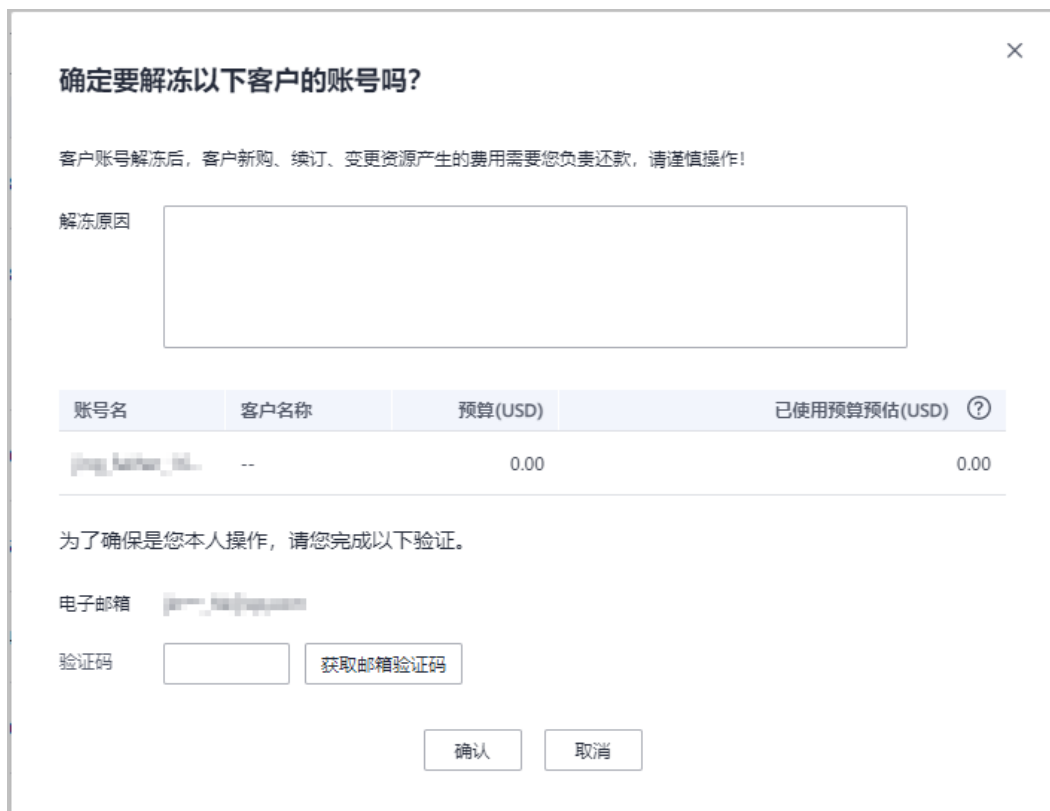 确定要解冻以下客户的账号吗？
客户账号解冻后，客户新购、续订、变更资源产生的费用需要您负责还款，请谨慎操作！
解冻原因
账号名 客户名称 预算(USD) 已使用预算预估(USD) ?
-- 0.00 0.00
为了确保是您本人操作，请您完成以下验证。
电子邮箱
验证码 获取邮箱验证码
确认 取消